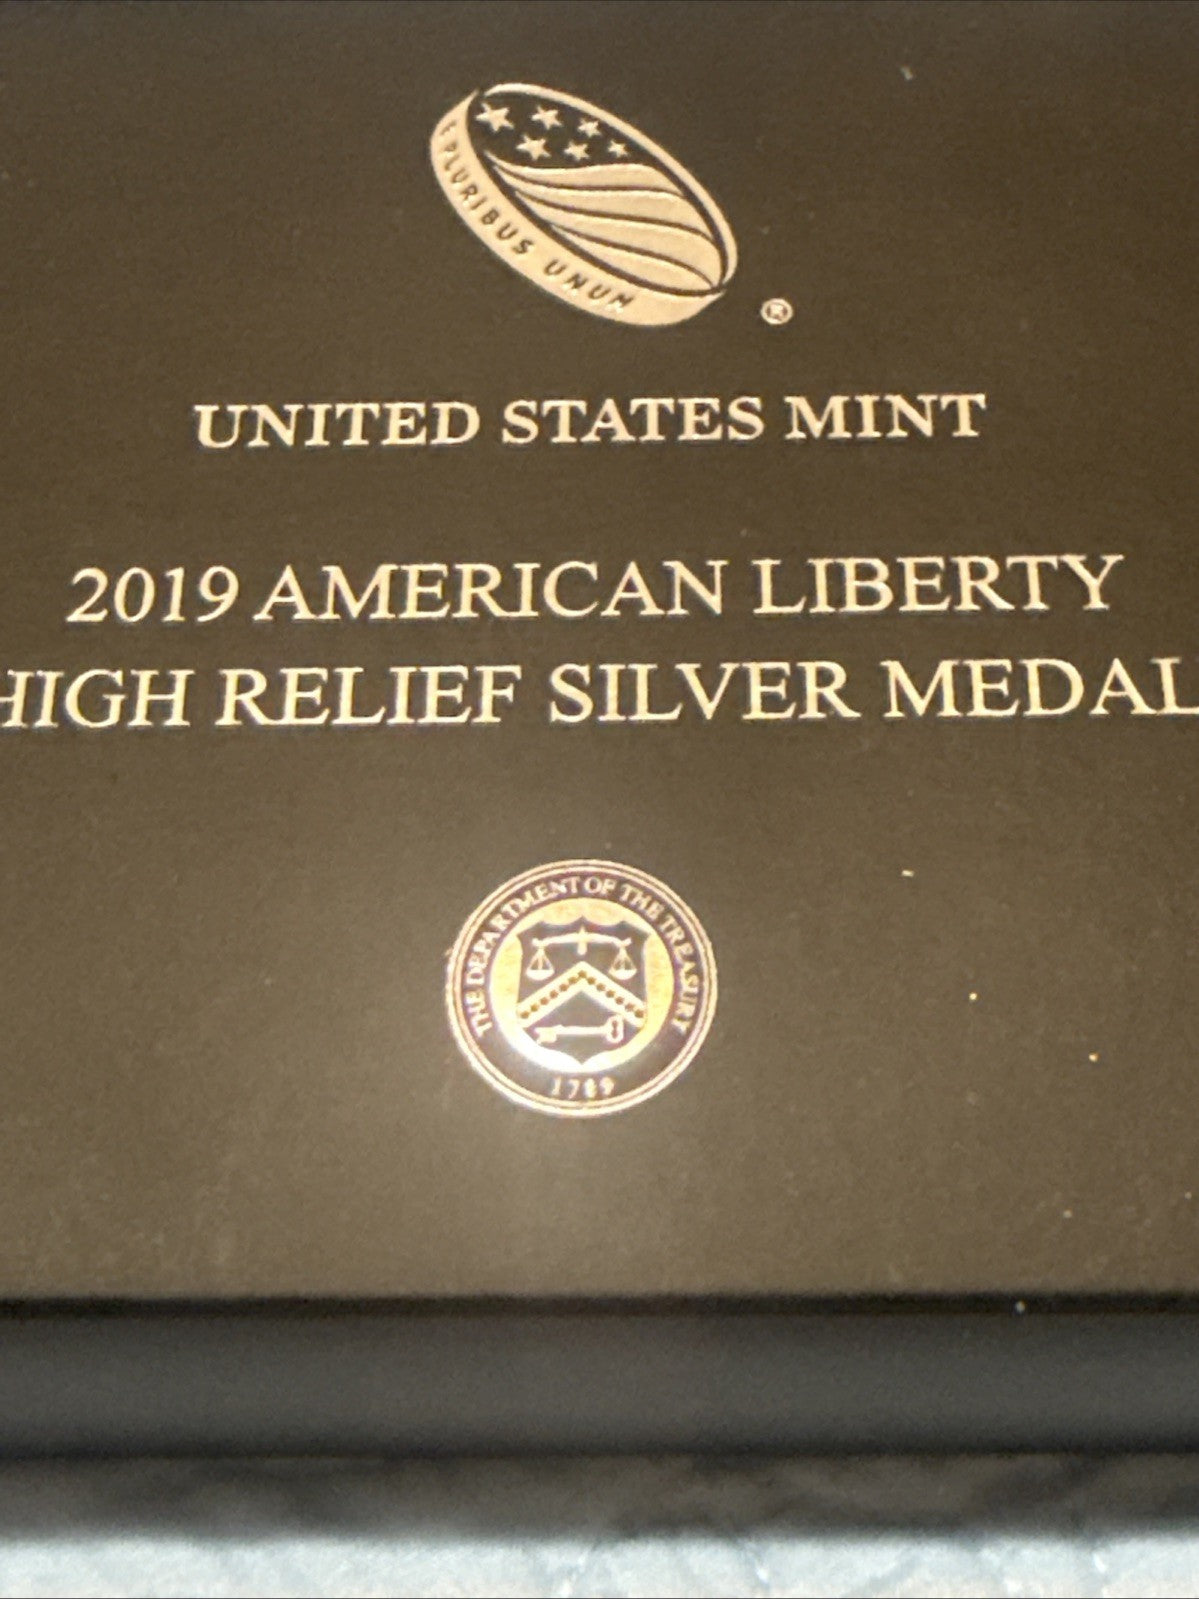 E PLURIBUS UNUM
®
UNITED STATES MINT
2019 AMERICAN LIBERTY
HIGH RELIEF SILVER MEDAL
THE DEPARTMENT OF THE TREASURY
1789